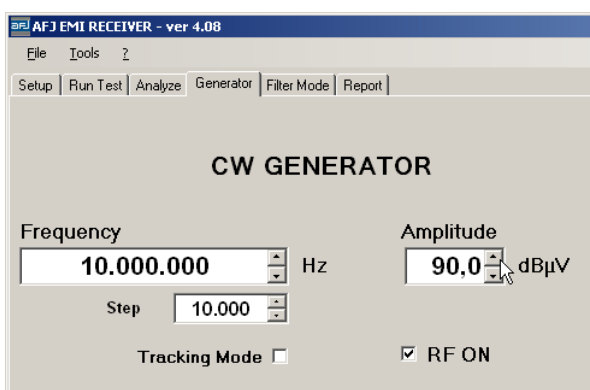 AFJ AFJ EMI RECEIVER - ver 4.08
File Tools ?
Setup Run Test Analyze Generator Filter Mode Report
CW GENERATOR
Frequency Amplitude
10.000.000 Hz 90,0 dBµV
Step 10.000
Tracking Mode RF ON